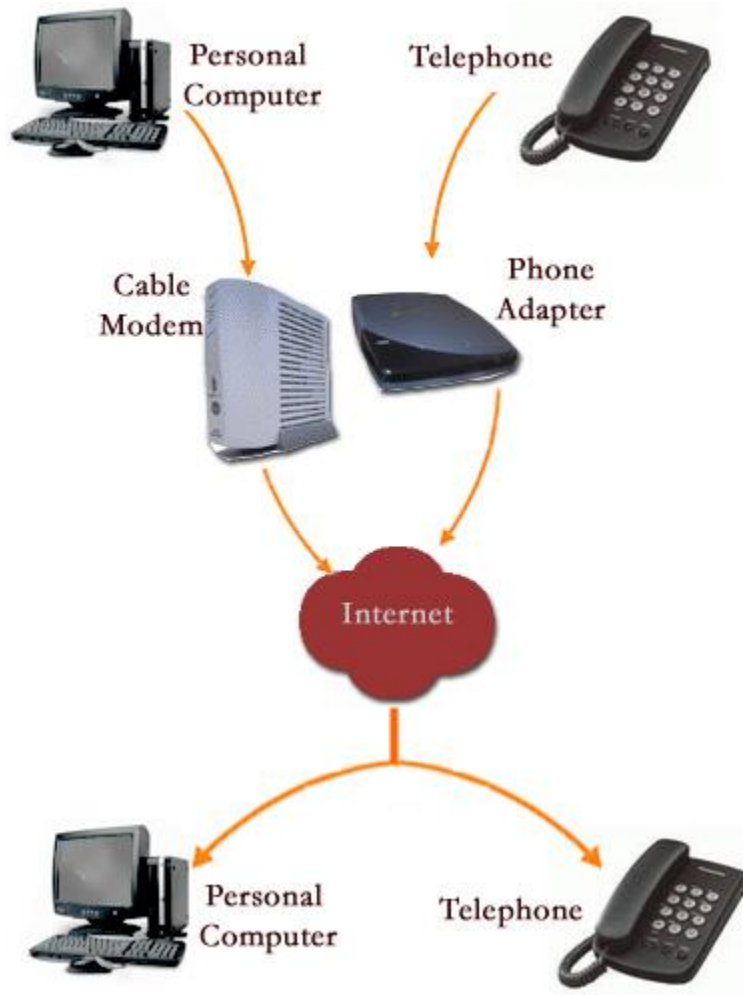 Personal
Computer
Telephone
Cable
Modem
Phone
Adapter
Internet
Personal
Computer
Telephone